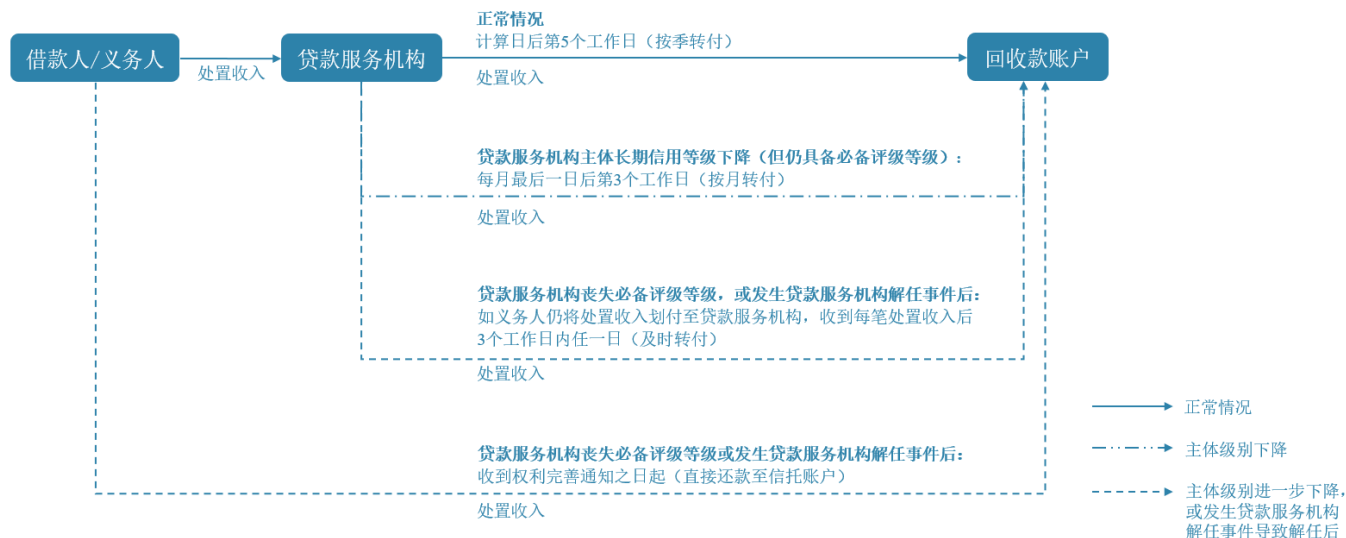 正常情况
计算日后第5个工作日（按季转付）
借款人/义务人
处置收入
贷款服务机构
处置收入
回收款账户
贷款服务机构主体长期信用等级下降（但仍具备必备评级等级）：
每月最后一日后第3个工作日（按月转付）
处置收入
贷款服务机构丧失必备评级等级，或发生贷款服务机构解任事件后：
如义务人仍将处置收入划付至贷款服务机构，收到每笔处置收入后
3个工作日内任一日（及时转付）
处置收入
贷款服务机构丧失必备评级等级或发生贷款服务机构解任事件后：
收到权利完善通知之日起（直接还款至信托账户）
处置收入
正常情况
主体级别下降
主体级别进一步下降，
或发生贷款服务机构
解任事件导致解任后